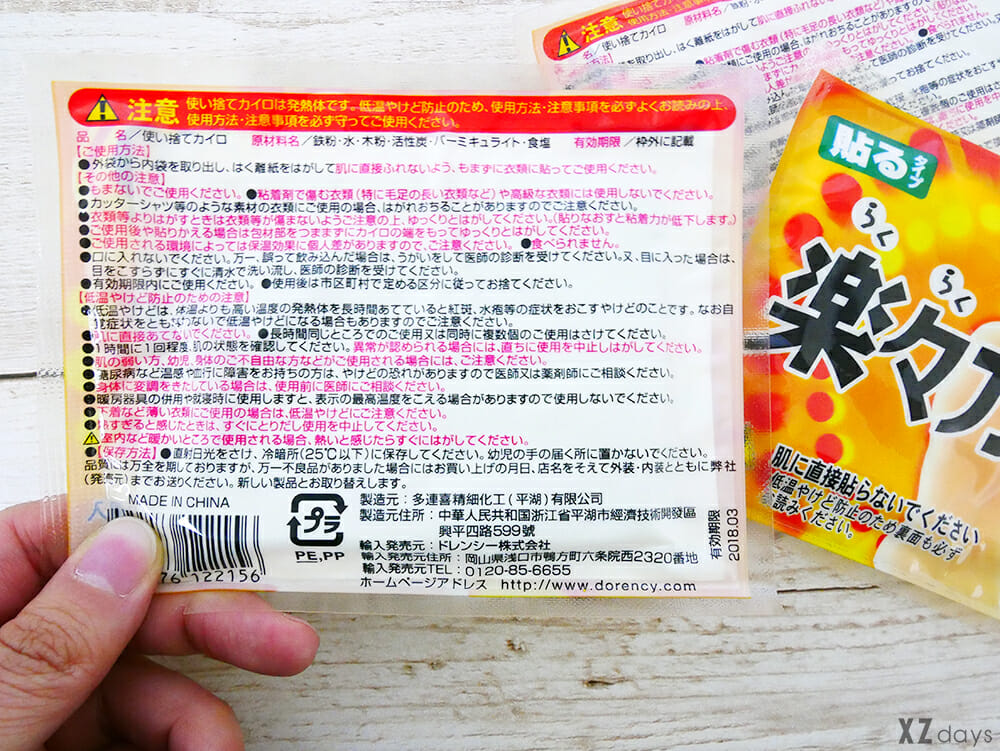 注意 使い捨てカイロは発熱体です。低温やけど防止のため、使用方法・注意事項を必ずよくお読みの上、
使用方法・注意事項を必ず守ってご使用ください。
品 名／使い捨てカイロ 原材料名／鉄粉・水・木粉・活性炭・バーミキュライト・食塩 有効期限／枠外に記載
【ご使用方法】
●外袋から内袋を取り出し、はく離紙をはがして肌に直接ふれないよう、もまずに衣類に貼ってご使用ください。
【その他の注意】
●もまないでご使用ください。●粘着剤で傷む衣類（特に毛足の長い衣類など）や高級な衣類には使用しないでください。
●カッターシャツ等のような素材の衣類にご使用の場合、はがれおちることがありますのでご注意ください。
●衣類等よりはがすときは衣類等が傷まないようご注意の上、ゆっくりとはがしてください。（貼りなおすと粘着力が低下します。）
●ご使用後や貼りかえる場合は包材部をつままずにカイロの端をもってゆっくりとはがしてください。
●ご使用される環境によっては保温効果に個人差がありますので、ご注意ください。●食べられません。
●口に入れないでください。万一、誤って飲み込んだ場合は、うがいをして医師の診断を受けてください。又、目に入った場合は、
目をこすらずにすぐに清水で洗い流し、医師の診断を受けてください。
●有効期限内にご使用ください。●使用後は市区町村で定める区分に従ってお捨てください。
【低温やけど防止のための注意】
●低温やけどは、体温よりも高い温度の発熱体を長時間あてていると紅斑、水疱等の症状をおこすやけどのことです。なお自
覚症状をともなわないで低温やけどになる場合もありますのでご注意ください。
●肌に直接あてないでください。●長時間同じところでのご使用又は同時に複数個のご使用はさけてください。
●1時間に1回程度、肌の状態を確認してください。異常が認められる場合には、直ちに使用を中止しはがしてください。
●肌の弱い方、幼児、身体のご不自由な方などがご使用される場合には、ご注意ください。
●糖尿病など温感や血行に障害をお持ちの方は、やけどの恐れがありますので医師又は薬剤師にご相談ください。
●身体に変調をきたしている場合は、使用前に医師にご相談ください。
●暖房器具の併用や就寝時に使用しますと、表示の最高温度をこえる場合がありますので使用しないでください。
●下着など薄い衣類にご使用の場合は、低温やけどにご注意ください。
●熱すぎると感じたときは、すぐにとりだし使用を中止してください。
室内など暖かいところで使用される場合、熱いと感じたらすぐにはがしてください。
●【保存方法】●直射日光をさけ、冷暗所（25℃以下）に保存してください。幼児の手の届く所に置かないでください。
品質には万全を期しておりますが、万一不良品がありました場合にはお買い上げの月日、店名をそえて外装・内装とともに弊社
（発売元）までお送りください。新しい製品とお取り替えします。
MADE IN CHINA
76 122156
プラ
PE,PP
製造元：多連喜精細化工（平湖）有限公司
製造元住所：中華人民共和国浙江省平湖市經濟技術開發區
興平四路599號
輸入発売元：ドレンシー株式会社
輸入発売元住所：岡山県浅口市鴨方町六条院西2320番地
輸入発売元TEL：0120-85-6655
ホームページアドレス http://www.dorency.com
有効期限
2018.03
貼るタイプ
らく らく
楽々
肌に直接貼らないでください
低温やけど防止のため裏面も必ず
お読みください。
XZ days